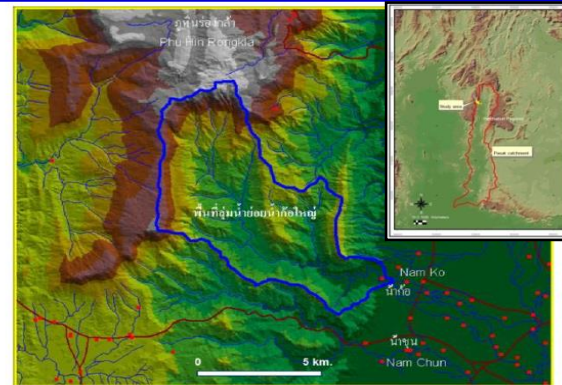 ภูหินร่องกล้า
Phu Hin Rongkla
พื้นที่ลุ่มน้ำย่อยน้ำก้อใหญ่
Nam Ko
น้ำก้อ
น้ำชุน
Nam Chun
0 5 km.
Study area
Pasak catchment